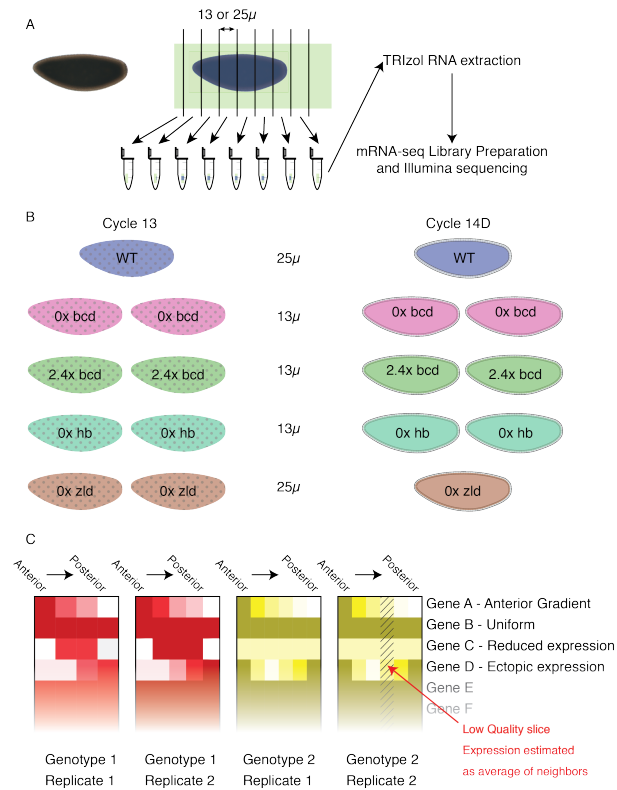 A
13 or 25µ
TRIzol RNA extraction
mRNA-seq Library Preparation
and Illumina sequencing
B
Cycle 13
Cycle 14D
WT
25µ
WT
0x bcd
0x bcd
13µ
0x bcd
0x bcd
2.4x bcd
2.4x bcd
13µ
2.4x bcd
2.4x bcd
0x hb
0x hb
13µ
0x hb
0x hb
0x zld
0x zld
25µ
0x zld
C
Anterior
Posterior
Anterior
Posterior
Anterior
Posterior
Anterior
Posterior
Gene A - Anterior Gradient
Gene B - Uniform
Gene C - Reduced expression
Gene D - Ectopic expression
Gene E
Gene F
Low Quality slice
Expression estimated
as average of neighbors
Genotype 1
Replicate 1
Genotype 1
Replicate 2
Genotype 2
Replicate 1
Genotype 2
Replicate 2